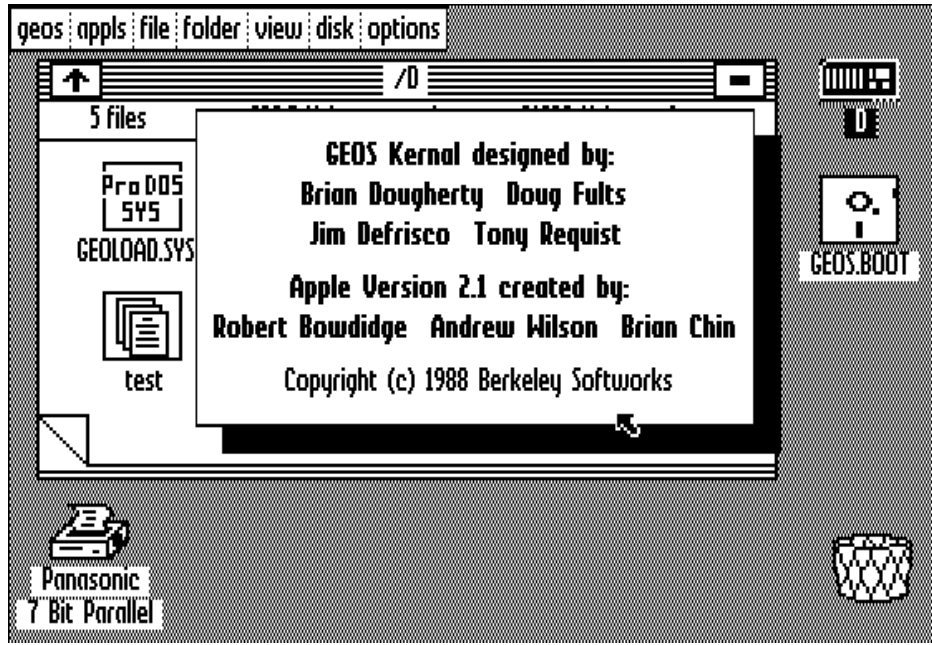 geos appls file folder view disk options
/D
5 files
D
GEOS Kernal designed by:
Brian Dougherty Doug Fults
Jim Defrisco Tony Requist
Apple Version 2.1 created by:
Robert Bowdidge Andrew Wilson Brian Chin
Copyright (c) 1988 Berkeley Softworks
ProDOS
SYS
GEOLOAD.SYS
test
GEOS.BOOT
Panasonic
7 Bit Parallel